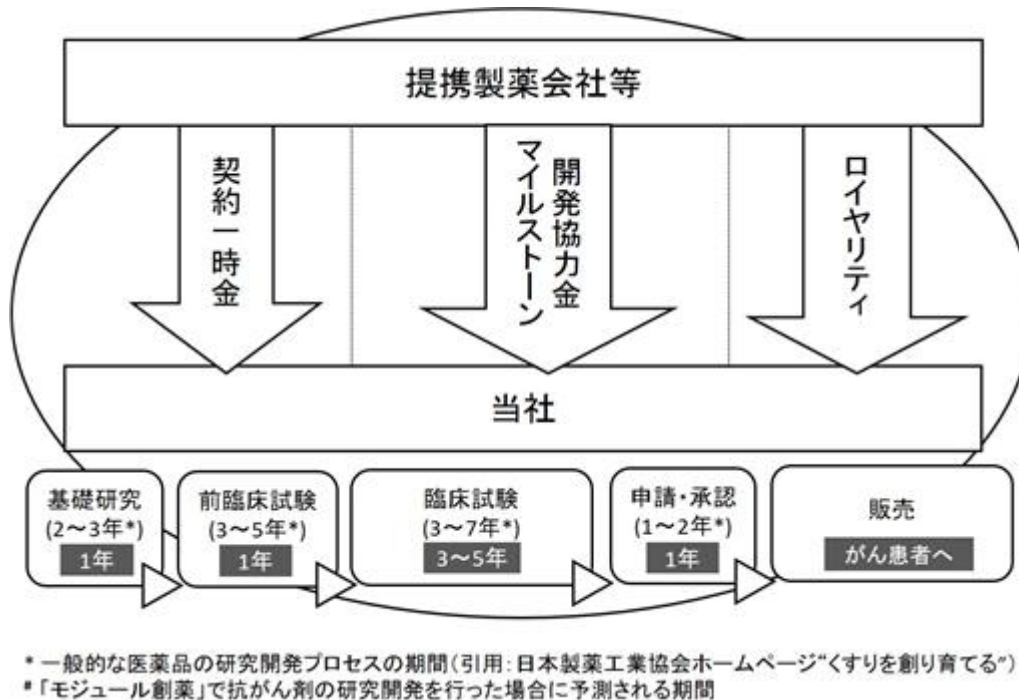 提携製薬会社等
契約一時金
開発協力金
マイルストーン
ロイヤリティ
当社
基礎研究
(2～3年*)
1年
前臨床試験
(3～5年*)
1年
臨床試験
(3～7年*)
3～5年
申請・承認
(1～2年*)
1年
販売
がん患者へ
* 一般的な医薬品の研究開発プロセスの期間(引用:日本製薬工業協会ホームページ“くすりを創り育てる”)
#「モジュール創薬」で抗がん剤の研究開発を行った場合に予測される期間